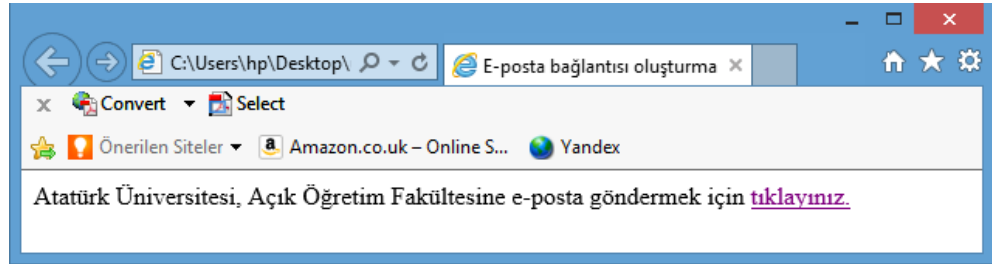 C:\Users\hp\Desktop\
E-posta bağlantısı oluşturma
x Convert Select
Önerilen Siteler
Amazon.co.uk – Online S...
Yandex
Atatürk Üniversitesi, Açık Öğretim Fakültesine e-posta göndermek için tıklayınız.